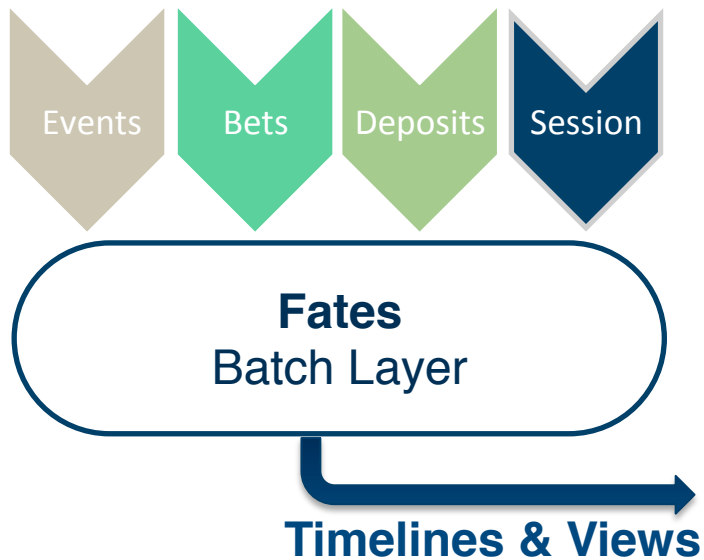 Events
Bets
Deposits
Session
Fates
Batch Layer
Timelines & Views